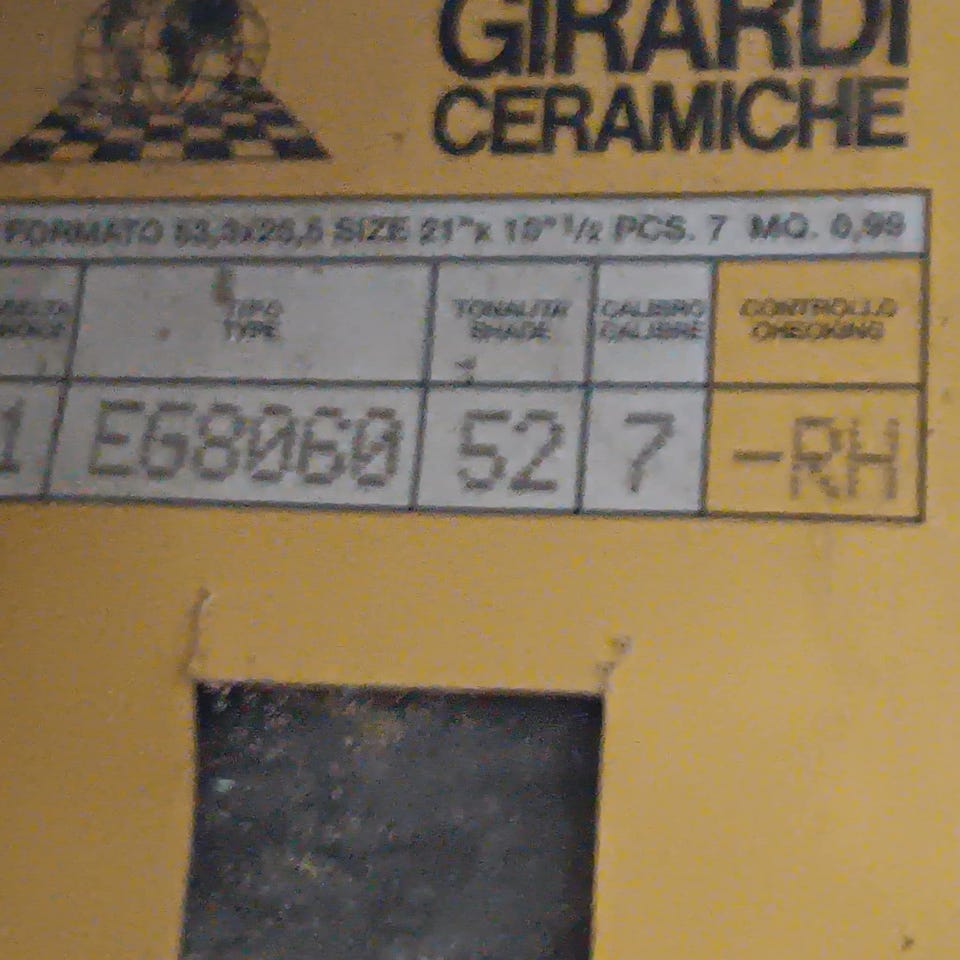 GIRARDI
CERAMICHE
FORMATO 53,3x26,5 SIZE 21"x 10" 1/2 PCS. 7 MQ. 0,99
TIPO TONALITA CALIBRO CONTROLLO
TYPE SHADE CALIBRE CHECKING
1 EG8060 52 7 -RH